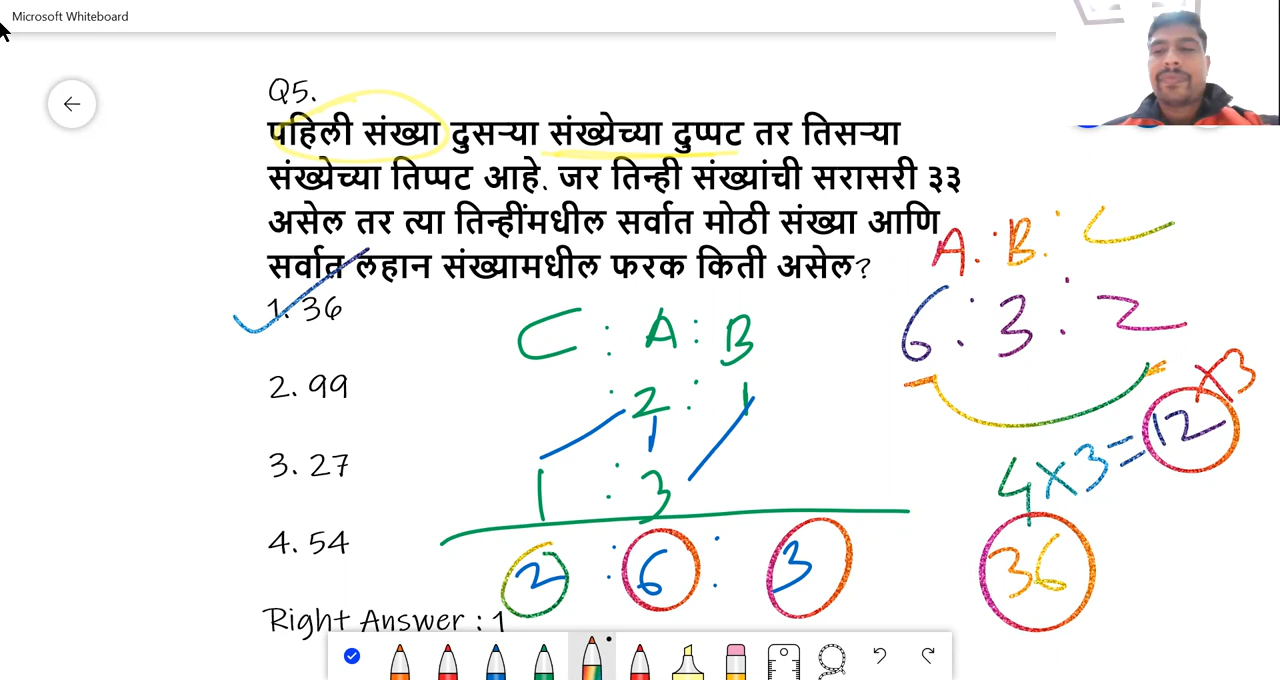 Microsoft Whiteboard
Q5.
पहिली संख्या दुसऱ्या संख्येच्या दुप्पट तर तिसऱ्या
संख्येच्या तिप्पट आहे. जर तिन्ही संख्यांची सरासरी ३३
असेल तर त्या तिन्हींमधील सर्वात मोठी संख्या आणि
सर्वात लहान संख्यामधील फरक किती असेल?
1. 36
2. 99
3. 27
4. 54
Right Answer : 1
C : A : B
: 2 : 1
1 : 3
2 : 6 : 3
A : B : C
6 : 3 : 2
4 x 3 = 12 x 3
36